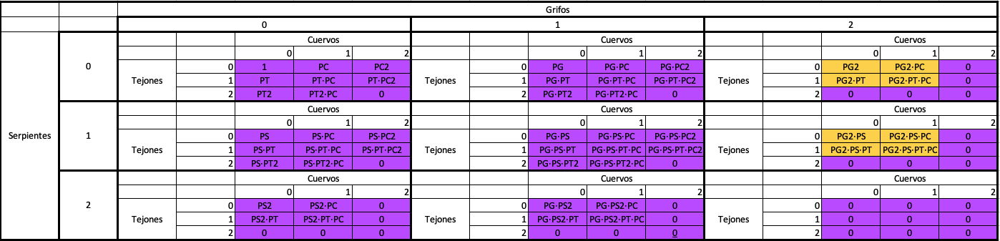 Grifos
0 1 2
Cuervos Cuervos Cuervos
0 1 2 0 1 2 0 1 2
0 1 PC PC2 0 PG PG·PC PG·PC2 0 PG2 PG2·PC 0
0 Tejones 1 PT PT·PC PT·PC2 Tejones 1 PG·PT PG·PT·PC PG·PT·PC2 Tejones 1 PG2·PT PG2·PT·PC 0
2 PT2 PT2·PC 0 2 PG·PT2 PG·PT2·PC 0 2 0 0 0
Cuervos Cuervos Cuervos
0 1 2 0 1 2 0 1 2
Serpientes 1 0 PS PS·PC PS·PC2 0 PG·PS PG·PS·PC PG·PS·PC2 0 PG2·PS PG2·PS·PC 0
Tejones 1 PS·PT PS·PT·PC PS·PT·PC2 Tejones 1 PG·PS·PT PG·PS·PT·PC PG·PS·PT·PC2 Tejones 1 PG2·PS·PT PG2·PS·PT·PC 0
2 PS·PT2 PS·PT2·PC 0 2 PG·PS·PT2 PG·PS·PT2·PC 0 2 0 0 0
Cuervos Cuervos Cuervos
0 1 2 0 1 2 0 1 2
2 0 PS2 PS2·PC 0 0 PG·PS2 PG·PS2·PC 0 0 0 0 0
Tejones 1 PS2·PT PS2·PT·PC 0 Tejones 1 PG·PS2·PT PG·PS2·PT·PC 0 Tejones 1 0 0 0
2 0 0 0 2 0 0 0 2 0 0 0